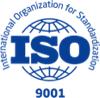 International Organization for Standardization
ISO
9001